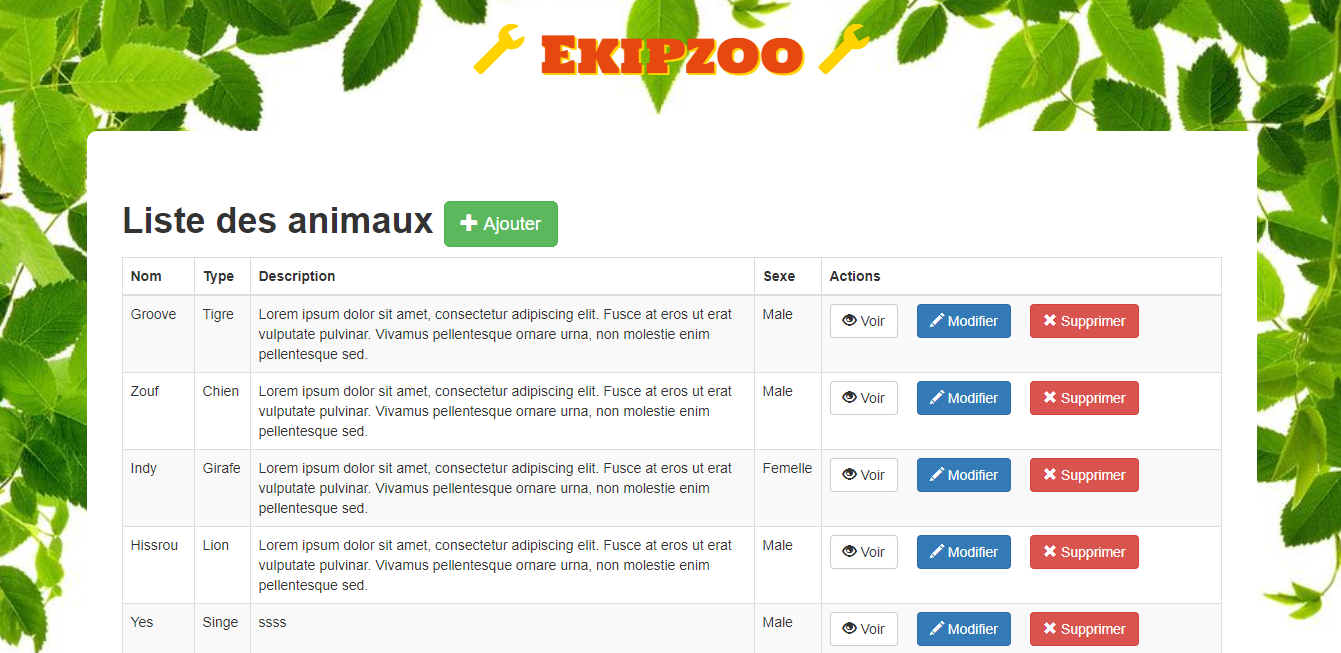 Ekipzoo
Liste des animaux Ajouter
Nom Type Description Sexe Actions
Groove Tigre Lorem ipsum dolor sit amet, consectetur adipiscing elit. Fusce at eros ut erat Male Voir Modifier Supprimer
vulputate pulvinar. Vivamus pellentesque ornare urna, non molestie enim
pellentesque sed.
Zouf Chien Lorem ipsum dolor sit amet, consectetur adipiscing elit. Fusce at eros ut erat Male Voir Modifier Supprimer
vulputate pulvinar. Vivamus pellentesque ornare urna, non molestie enim
pellentesque sed.
Indy Girafe Lorem ipsum dolor sit amet, consectetur adipiscing elit. Fusce at eros ut erat Femelle Voir Modifier Supprimer
vulputate pulvinar. Vivamus pellentesque ornare urna, non molestie enim
pellentesque sed.
Hissrou Lion Lorem ipsum dolor sit amet, consectetur adipiscing elit. Fusce at eros ut erat Male Voir Modifier Supprimer
vulputate pulvinar. Vivamus pellentesque ornare urna, non molestie enim
pellentesque sed.
Yes Singe ssss Male Voir Modifier Supprimer